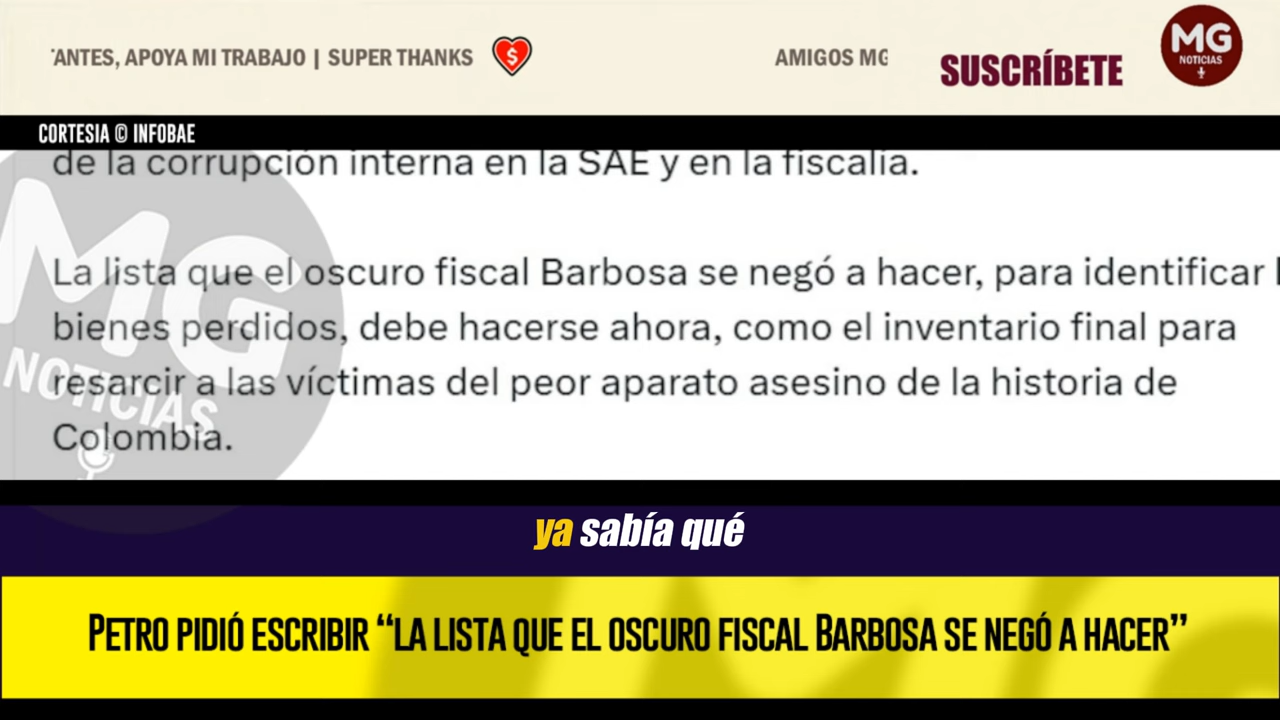 'ANTES, APOYA MI TRABAJO | SUPER THANKS
AMIGOS MG
SUSCRÍBETE
MG
NOTICIAS
CORTESIA © INFOBAE
de la corrupción interna en la SAE y en la fiscalía.
La lista que el oscuro fiscal Barbosa se negó a hacer, para identificar
bienes perdidos, debe hacerse ahora, como el inventario final para
resarcir a las víctimas del peor aparato asesino de la historia de
Colombia.
MG
NOTICIAS
ya sabía qué
PETRO PIDIÓ ESCRIBIR “LA LISTA QUE EL OSCURO FISCAL BARBOSA SE NEGÓ A HACER”